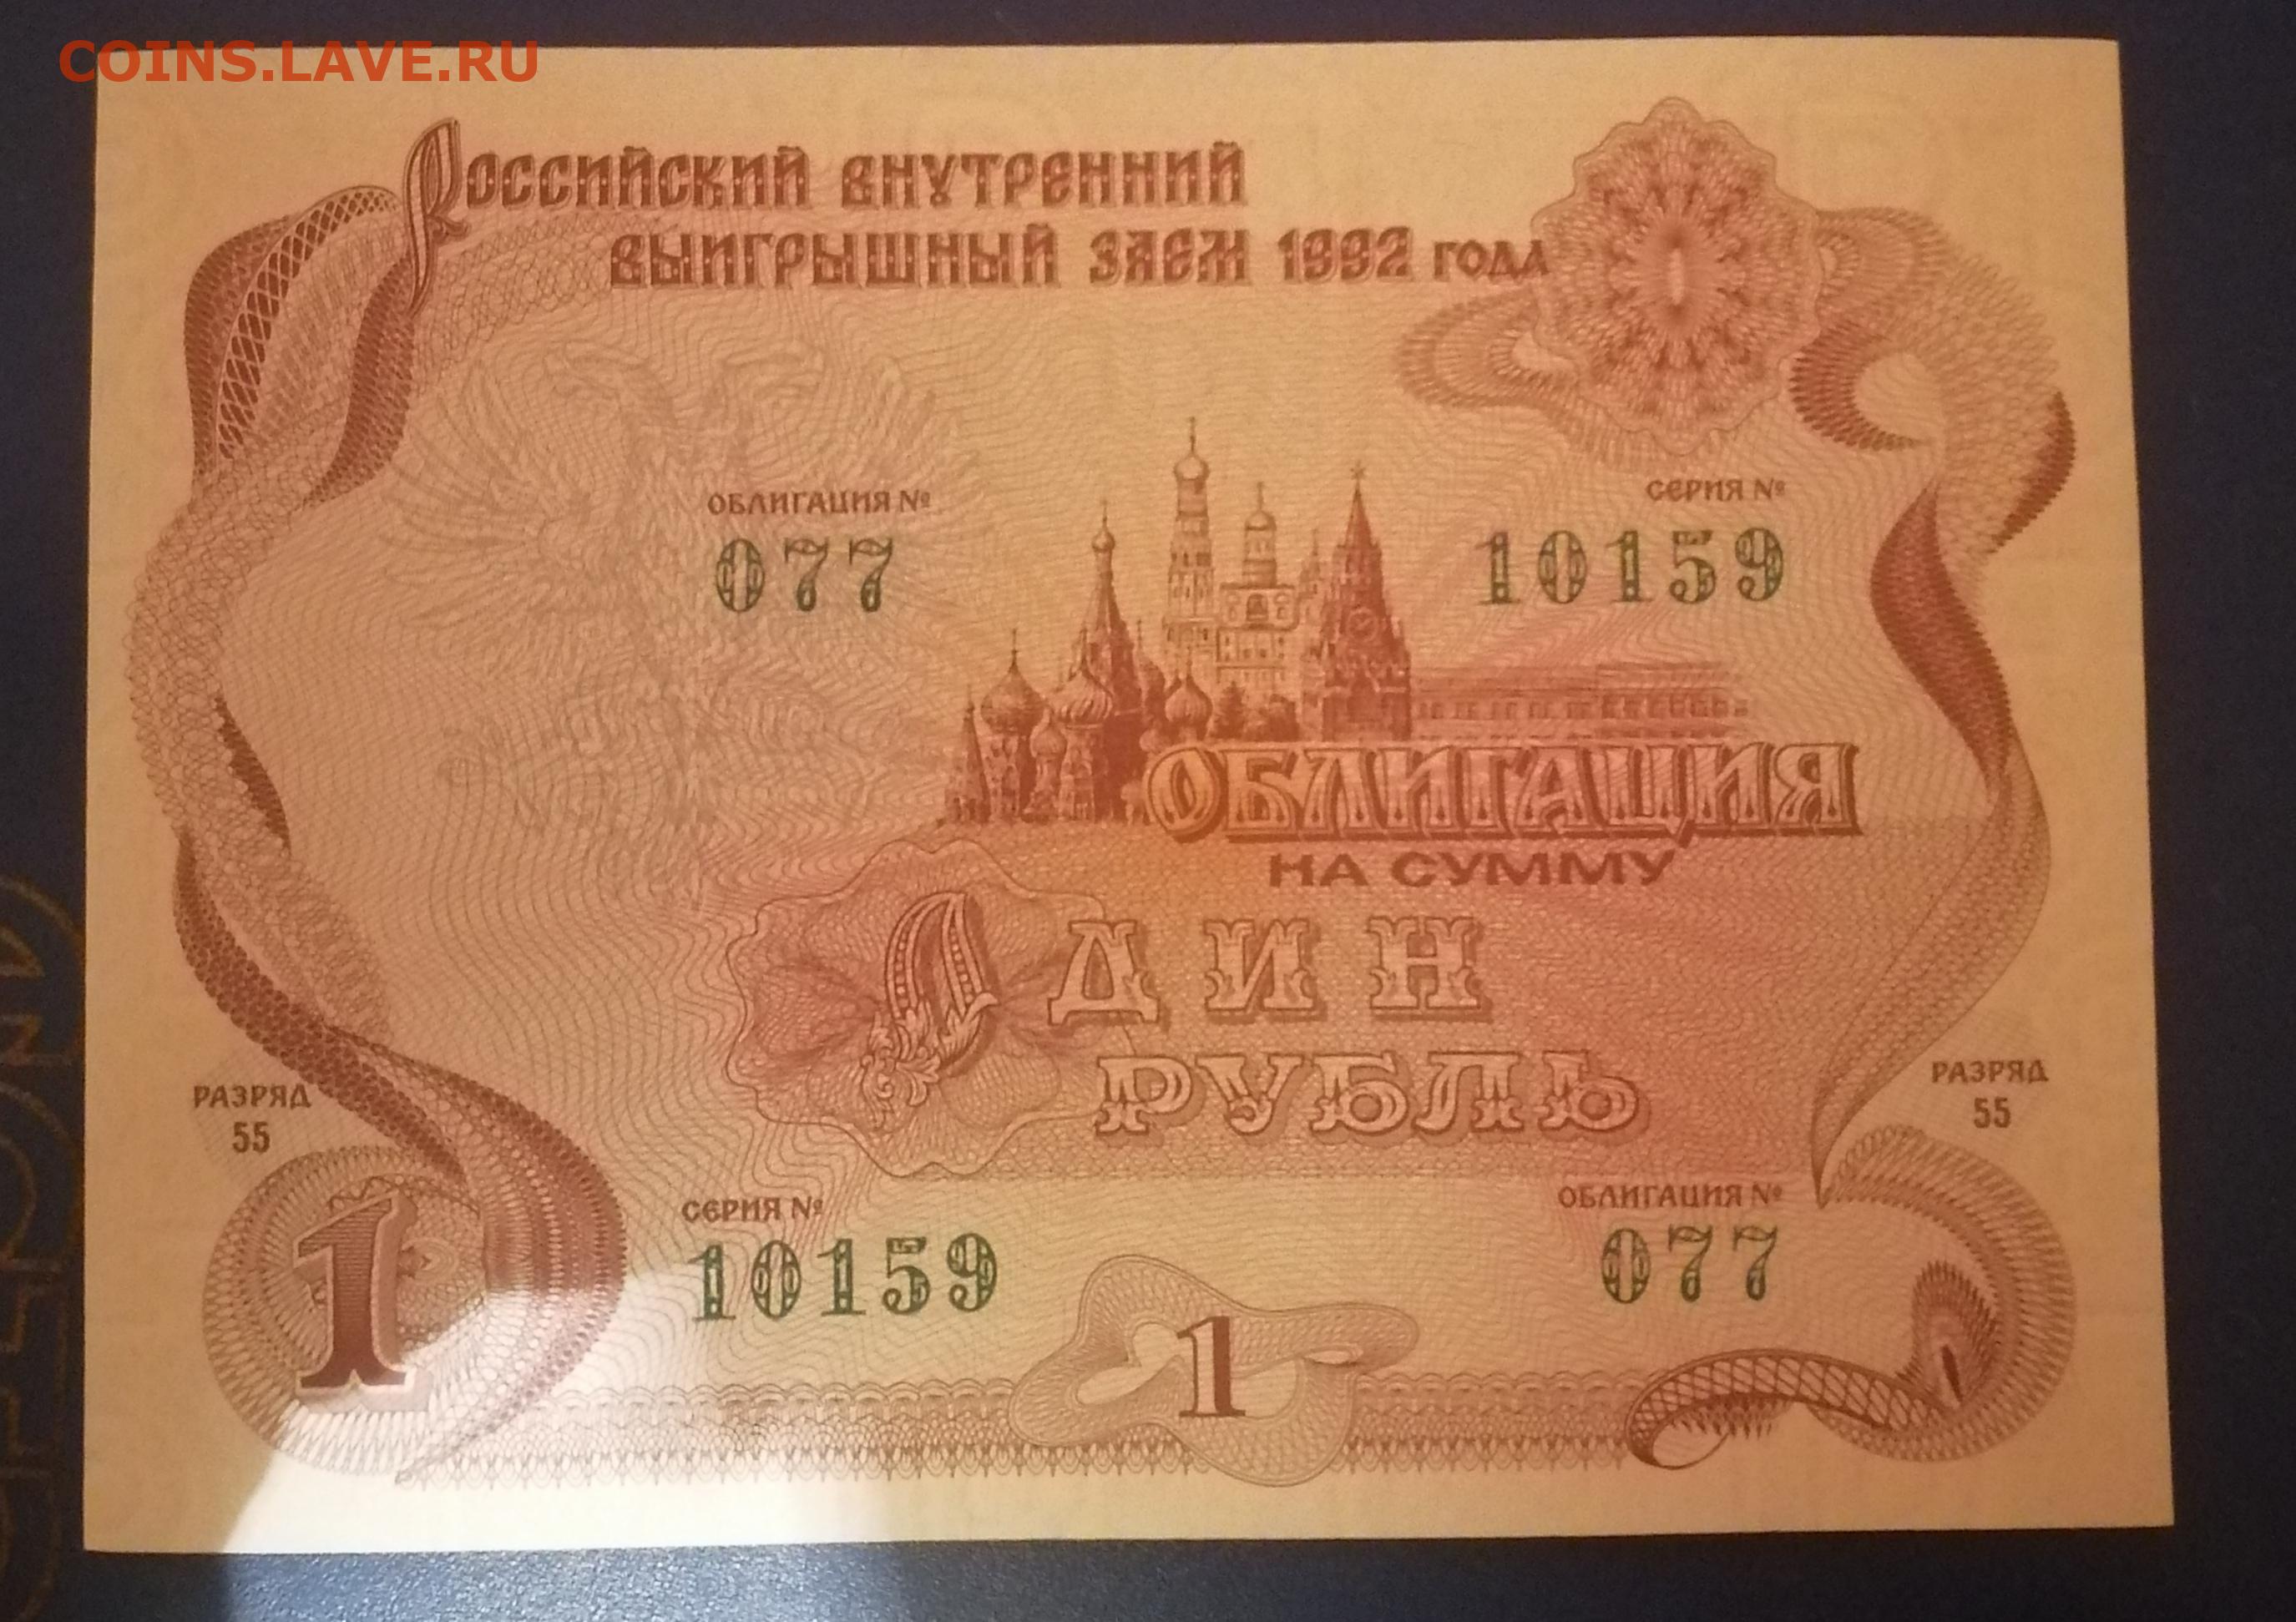 COINS.LAVE.RU
Российский внутренний
выигрышный заем 1992 года
ОБЛИГАЦИЯ №
077
СЕРИЯ №
10159
ОБЛИГАЦИЯ
НА СУММУ
ОДИН
РУБЛЬ
РАЗРЯД
55
РАЗРЯД
55
СЕРИЯ №
10159
ОБЛИГАЦИЯ №
077
1
1